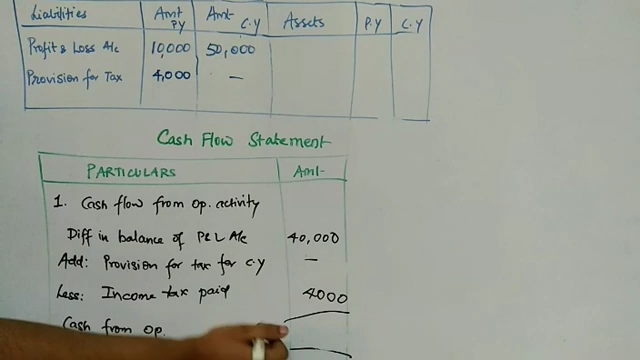 Liabilities Amt P.Y Amt C.Y Assets P.Y C.Y
Profit & Loss A/c 10,000 50,000
Provision for Tax 4,000 —
Cash Flow Statement
PARTICULARS Amt
1. Cash flow from op. activity
Diff in balance of P&L A/c 40,000
Add: Provision for tax for C.Y —
Less: Income tax paid 4000
Cash from op.